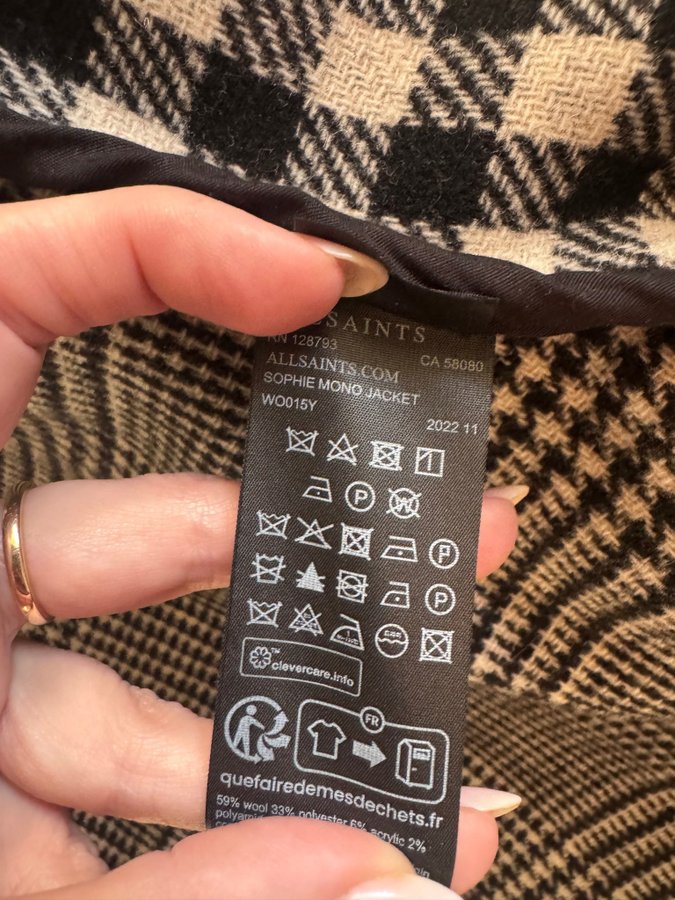 SAINTS
RN 128793
CA 58080
ALLSAINTS.COM
SOPHIE MONO JACKET
WO015Y
2022 11
P
W
P
P
clevercare.info
FR
quefairedemesdechets.fr
59% wool 33% polyester 6% acrylic 2%